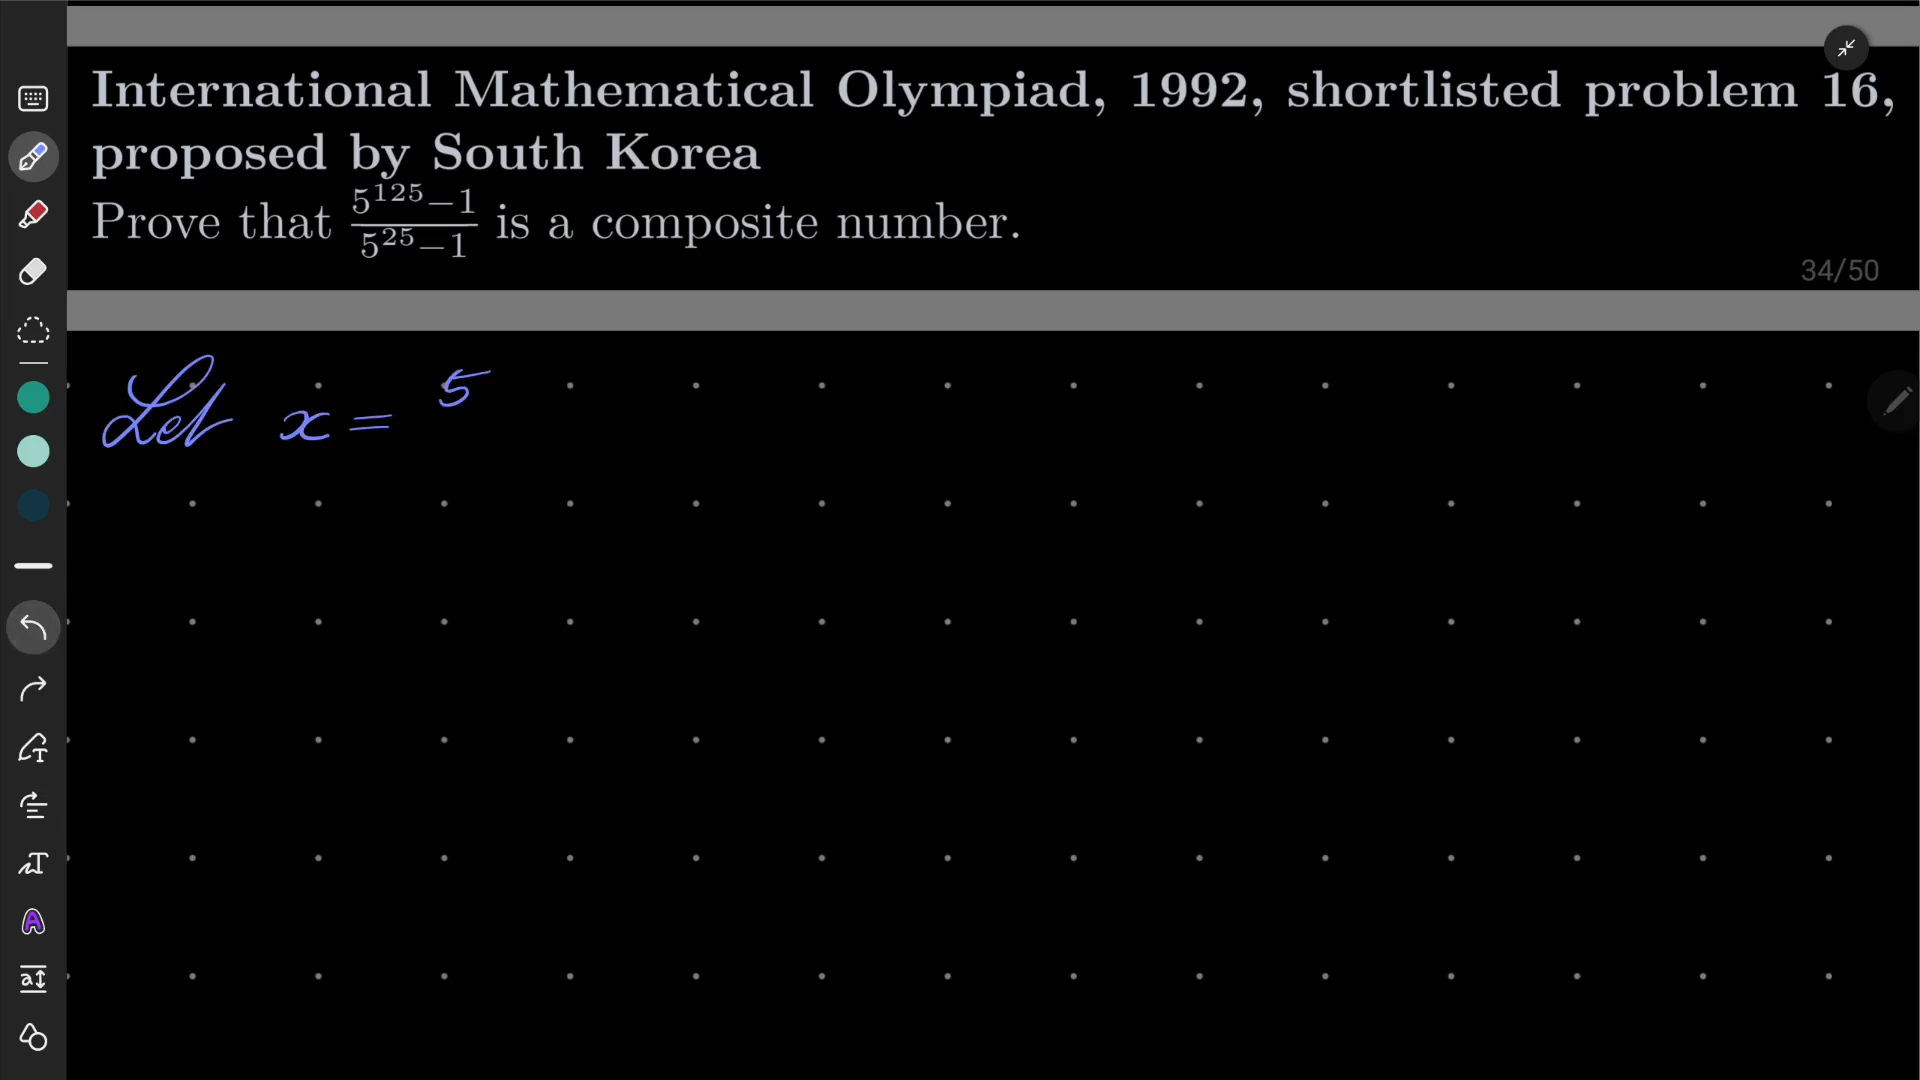 International Mathematical Olympiad, 1992, shortlisted problem 16,
proposed by South Korea
Prove that \frac{5^{125}-1}{5^{25}-1} is a composite number.
34/50
Let x = 5